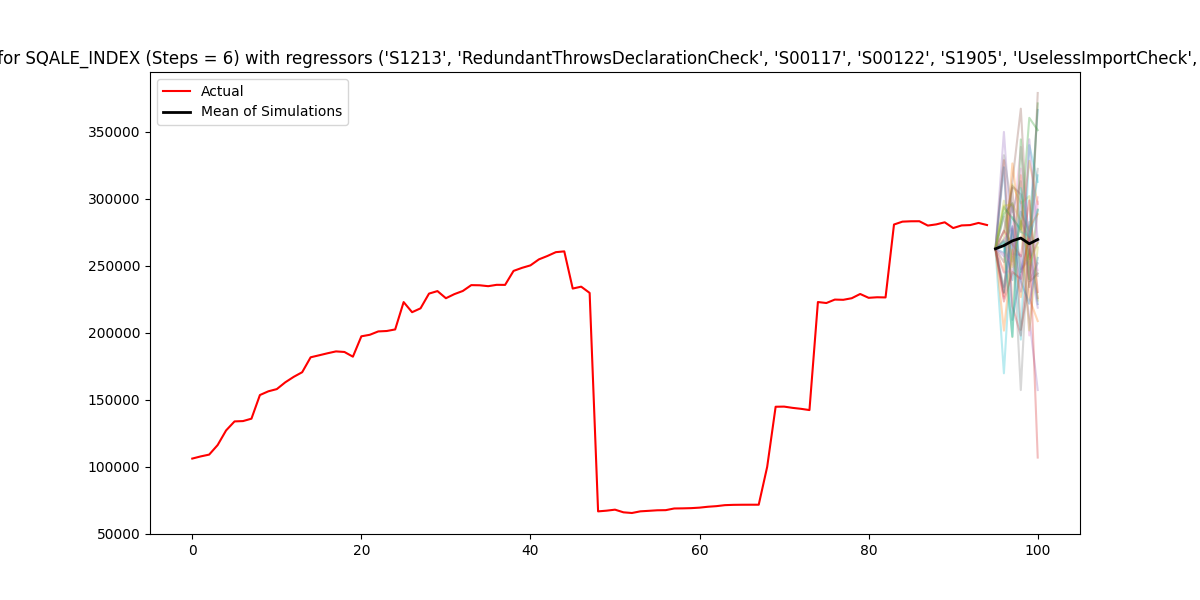 for SQALE_INDEX (Steps = 6) with regressors ('S1213', 'RedundantThrowsDeclarationCheck', 'S00117', 'S00122', 'S1905', 'UselessImportCheck',
Actual
Mean of Simulations
350000
300000
250000
200000
150000
100000
50000
0 20 40 60 80 100